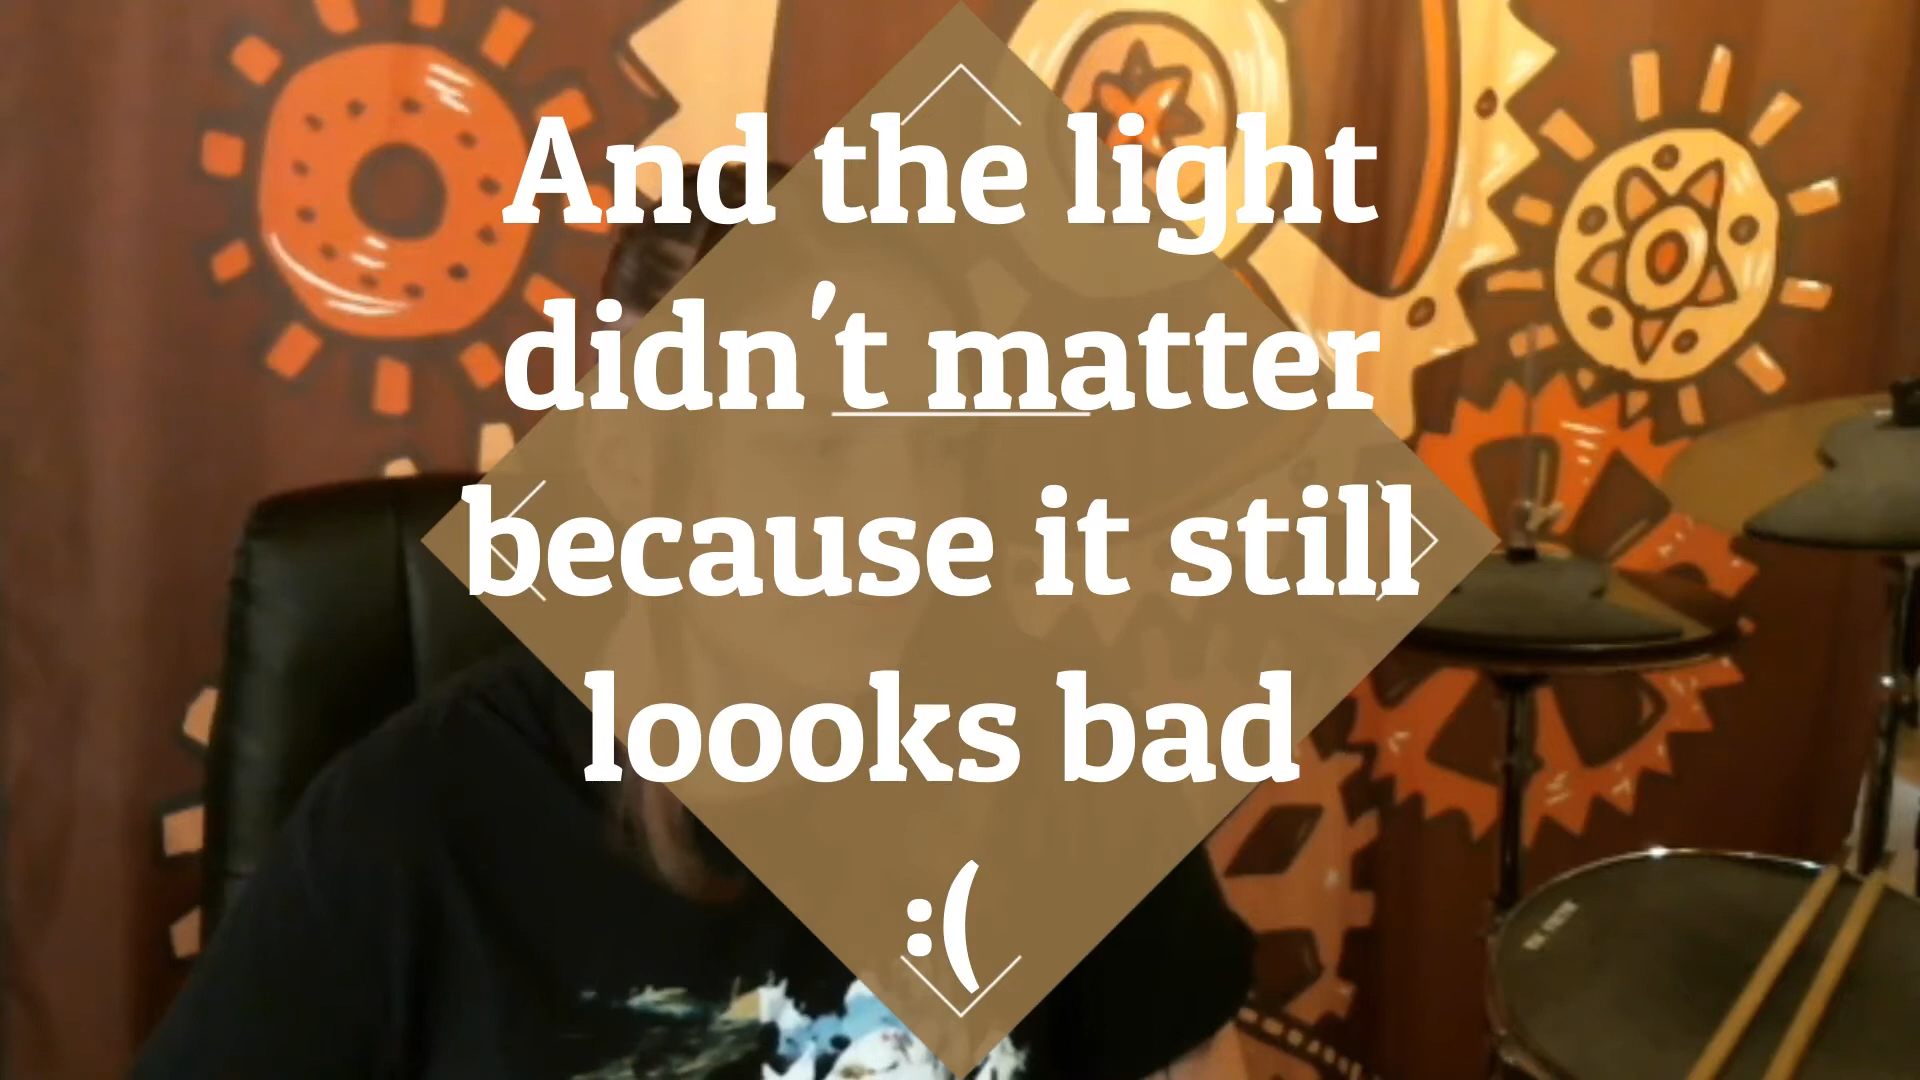 And the light
didn't matter
because it still
loooks bad
:(